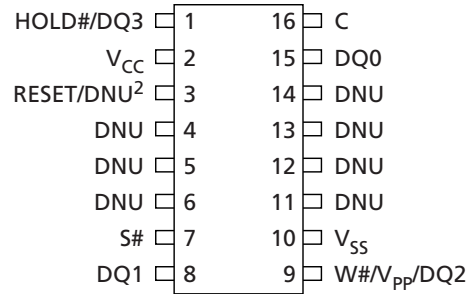 HOLD#/DQ3 1 16 C
VCC 2 15 DQ0
RESET/DNU2 3 14 DNU
DNU 4 13 DNU
DNU 5 12 DNU
DNU 6 11 DNU
S# 7 10 VSS
DQ1 8 9 W#/VPP/DQ2